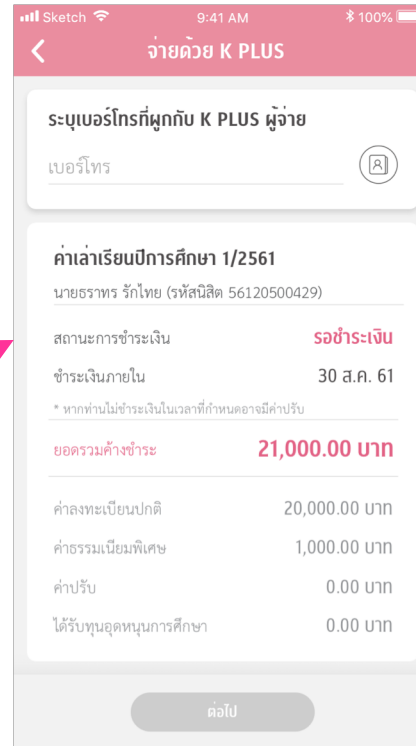 Sketch 9:41 AM 100%
จ่ายด้วย K PLUS
ระบุเบอร์โทรที่ผูกกับ K PLUS ผู้จ่าย
เบอร์โทร
ค่าเล่าเรียนปีการศึกษา 1/2561
นายธราทร รักไทย (รหัสนิสิต 56120500429)
สถานะการชำระเงิน รอชำระเงิน
ชำระเงินภายใน 30 ส.ค. 61
* หากท่านไม่ชำระเงินในเวลาที่กำหนดอาจมีค่าปรับ
ยอดรวมค้างชำระ 21,000.00 บาท
ค่าลงทะเบียนปกติ 20,000.00 บาท
ค่าธรรมเนียมพิเศษ 1,000.00 บาท
ค่าปรับ 0.00 บาท
ได้รับทุนอุดหนุนการศึกษา 0.00 บาท
ต่อไป